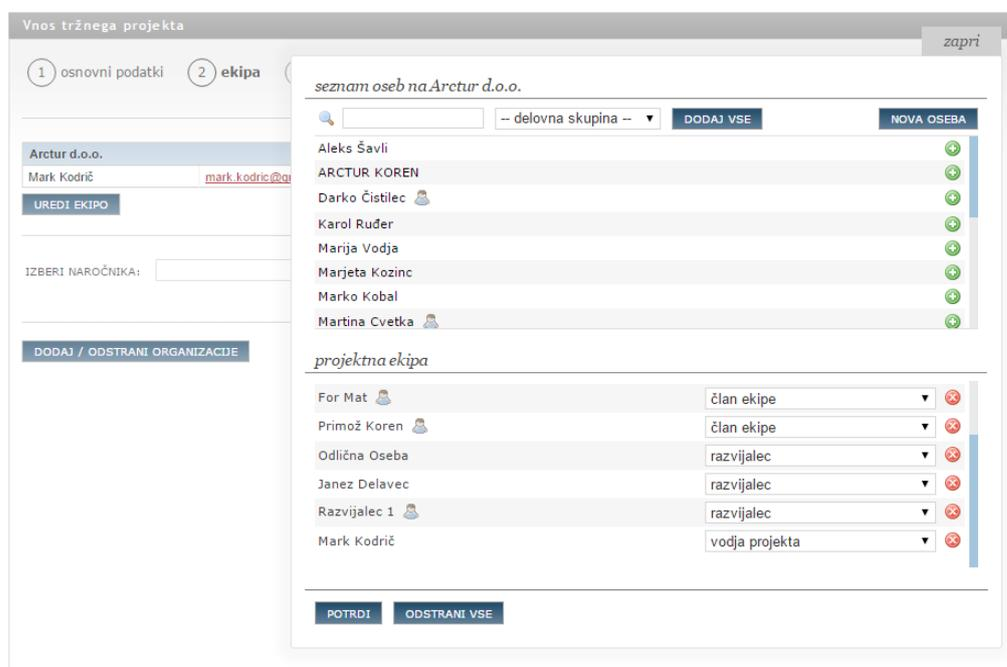 Vnos tržnega projekta
zapri
1 osnovni podatki 2 ekipa
seznam oseb na Arctur d.o.o.
-- delovna skupina -- DODAJ VSE NOVA OSEBA
Aleks Šavli
ARCTUR KOREN
Darko Čistilec
Karol Ruđer
Marija Vodja
Marjeta Kozinc
Marko Kobal
Martina Cvetka
Arctur d.o.o.
Mark Kodrič mark.kodric@
UREDI EKIPO
IZBERI NAROČNIKA:
DODAJ / ODSTRANI ORGANIZACIJE
projektna ekipa
For Mat član ekipe
Primož Koren član ekipe
Odlična Oseba razvijalec
Janez Delavec razvijalec
Razvijalec 1 razvijalec
Mark Kodrič vodja projekta
POTRDI ODSTRANI VSE